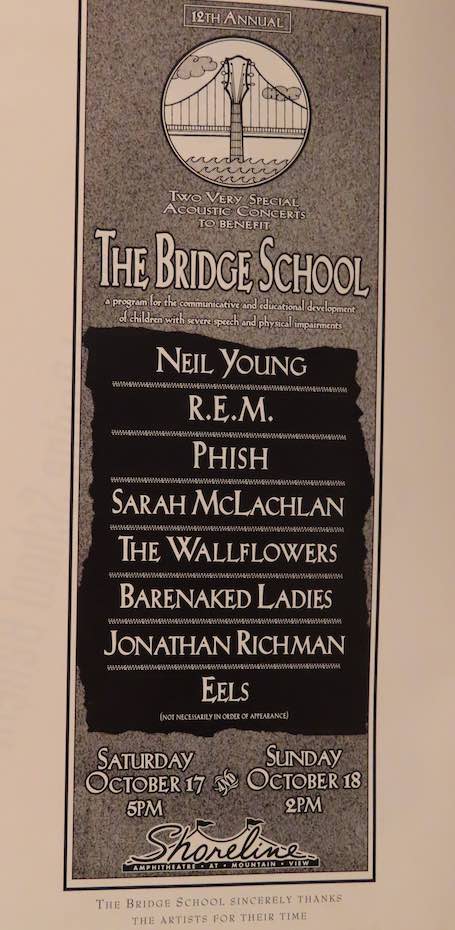 12TH ANNUAL
TWO VERY SPECIAL
ACOUSTIC CONCERTS
TO BENEFIT
THE BRIDGE SCHOOL
a program for the communicative and educational development
of children with severe speech and physical impairments
NEIL YOUNG
R.E.M.
PHISH
SARAH MCLACHLAN
THE WALLFLOWERS
BARENAKED LADIES
JONATHAN RICHMAN
EELS
(NOT NECESSARILY IN ORDER OF APPEARANCE)
SATURDAY
OCTOBER 17
5PM
AND
SUNDAY
OCTOBER 18
2PM
Shoreline
AMPHITHEATRE • AT • MOUNTAIN • VIEW
THE BRIDGE SCHOOL SINCERELY THANKS
THE ARTISTS FOR THEIR TIME